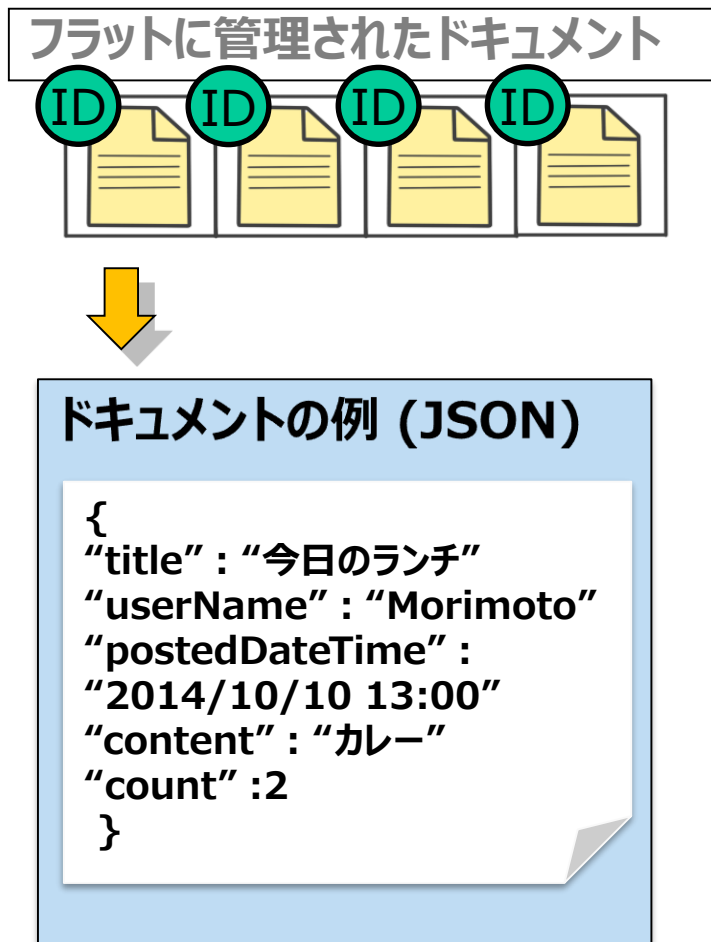 フラットに管理されたドキュメント
ID ID ID ID
ドキュメントの例 (JSON)
{
“title” : “今日のランチ”
“userName” : “Morimoto”
“postedDateTime” :
“2014/10/10 13:00”
“content” : “カレー”
“count” :2
}